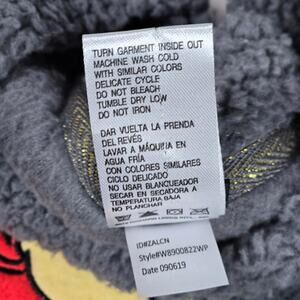 TURN GARMENT INSIDE OUT
MACHINE WASH COLD
WITH SIMILAR COLORS
DELICATE CYCLE
DO NOT BLEACH
TUMBLE DRY LOW
DO NOT IRON
DAR VUELTA LA PRENDA
DEL REVÉS
LAVAR A MÁQUINA EN
AGUA FRÍA
CON COLORES SIMILARES
CICLO DELICADO
NO USAR BLANQUEADOR
SECAR EN SECADORA A
TEMPERATURA BAJA
NO PLANCHAR
ID#ZALCN
Style#W8900822WP
Date 090619